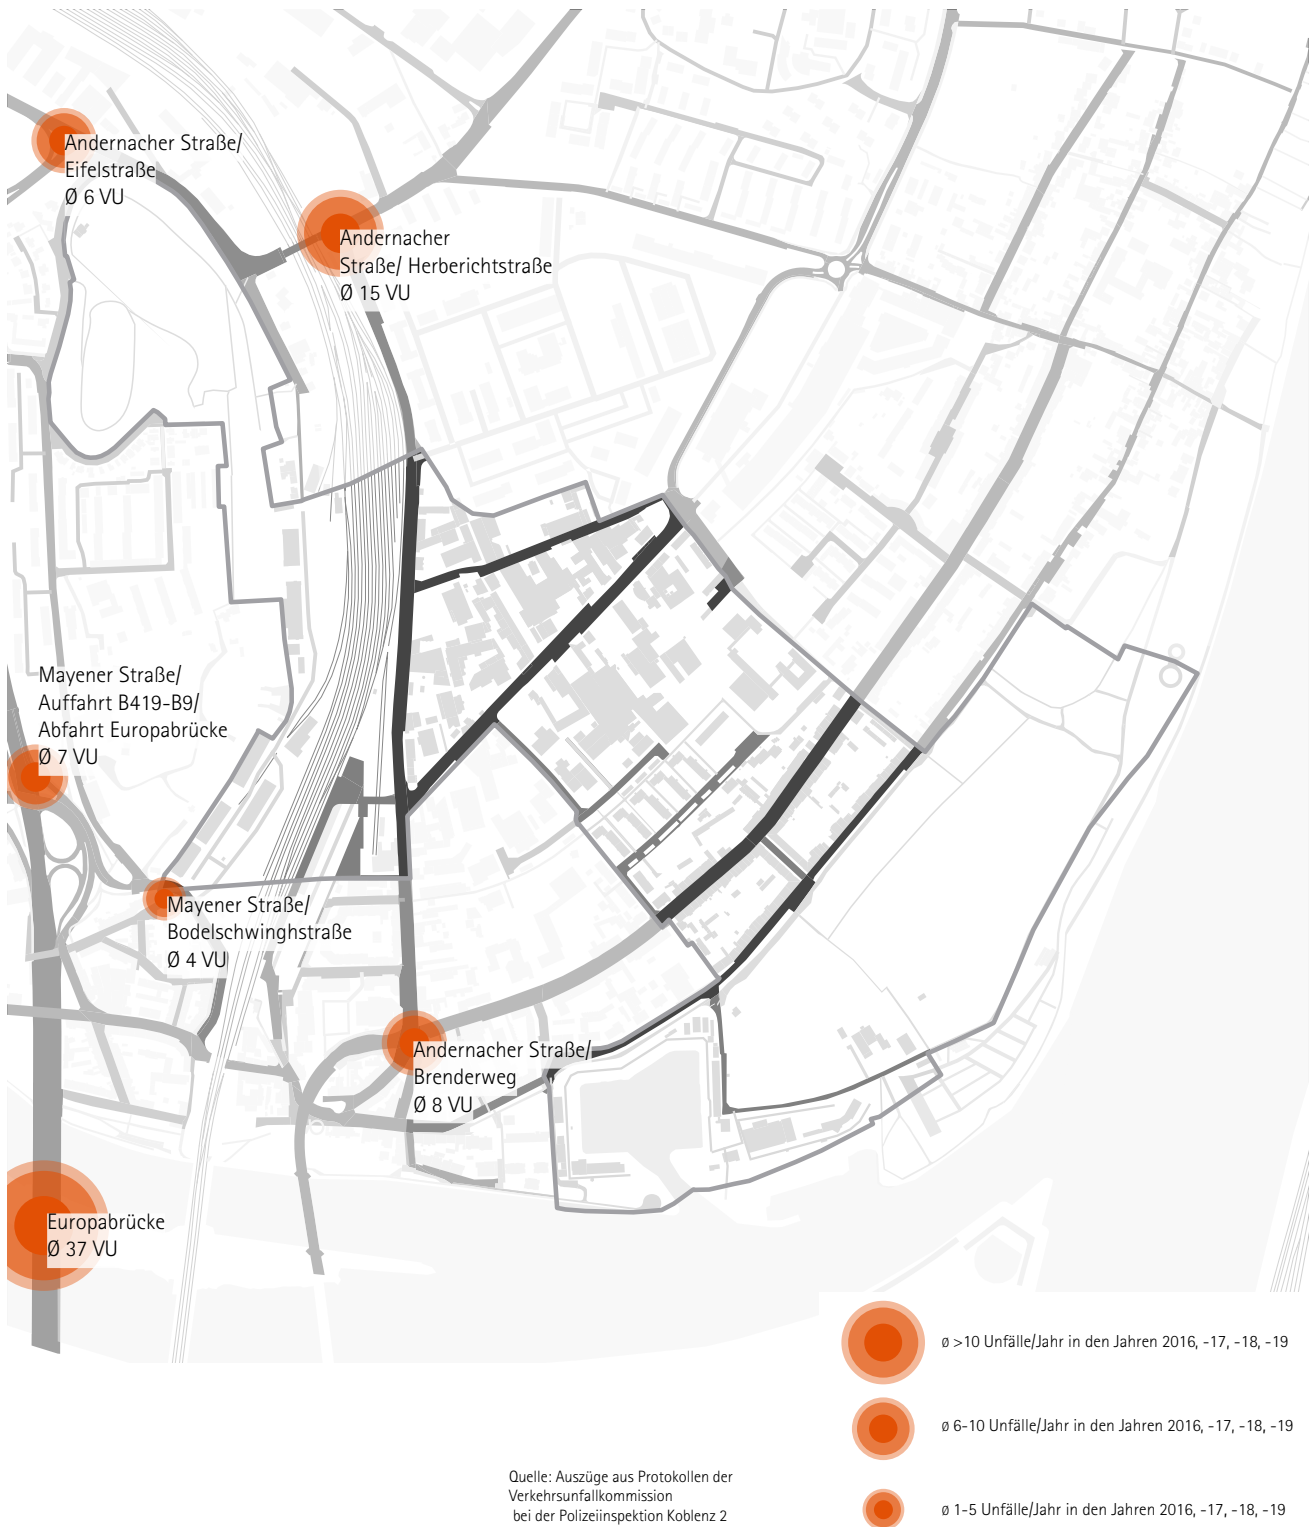 Andernacher Straße/
Eifelstraße
Ø 6 VU
Andernacher
Straße/ Herberichtstraße
Ø 15 VU
Mayener Straße/
Auffahrt B419-B9/
Abfahrt Europabrücke
Ø 7 VU
Mayener Straße/
Bodelschwinghstraße
Ø 4 VU
Andernacher Straße/
Brenderweg
Ø 8 VU
Europabrücke
Ø 37 VU
ø >10 Unfälle/Jahr in den Jahren 2016, -17, -18, -19
ø 6-10 Unfälle/Jahr in den Jahren 2016, -17, -18, -19
ø 1-5 Unfälle/Jahr in den Jahren 2016, -17, -18, -19
Quelle: Auszüge aus Protokollen der
Verkehrsunfallkommission
bei der Polizeiinspektion Koblenz 2